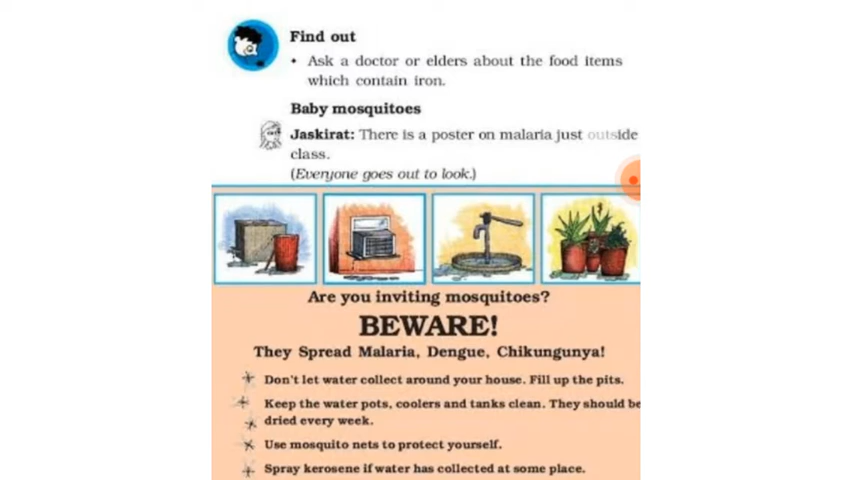 Find out
• Ask a doctor or elders about the food items
which contain iron.
Baby mosquitoes
Jaskirat: There is a poster on malaria just outside
class.
(Everyone goes out to look.)
Are you inviting mosquitoes?
BEWARE!
They Spread Malaria, Dengue, Chikungunya!
Don't let water collect around your house. Fill up the pits.
Keep the water pots, coolers and tanks clean. They should be
dried every week.
Use mosquito nets to protect yourself.
Spray kerosene if water has collected at some place.